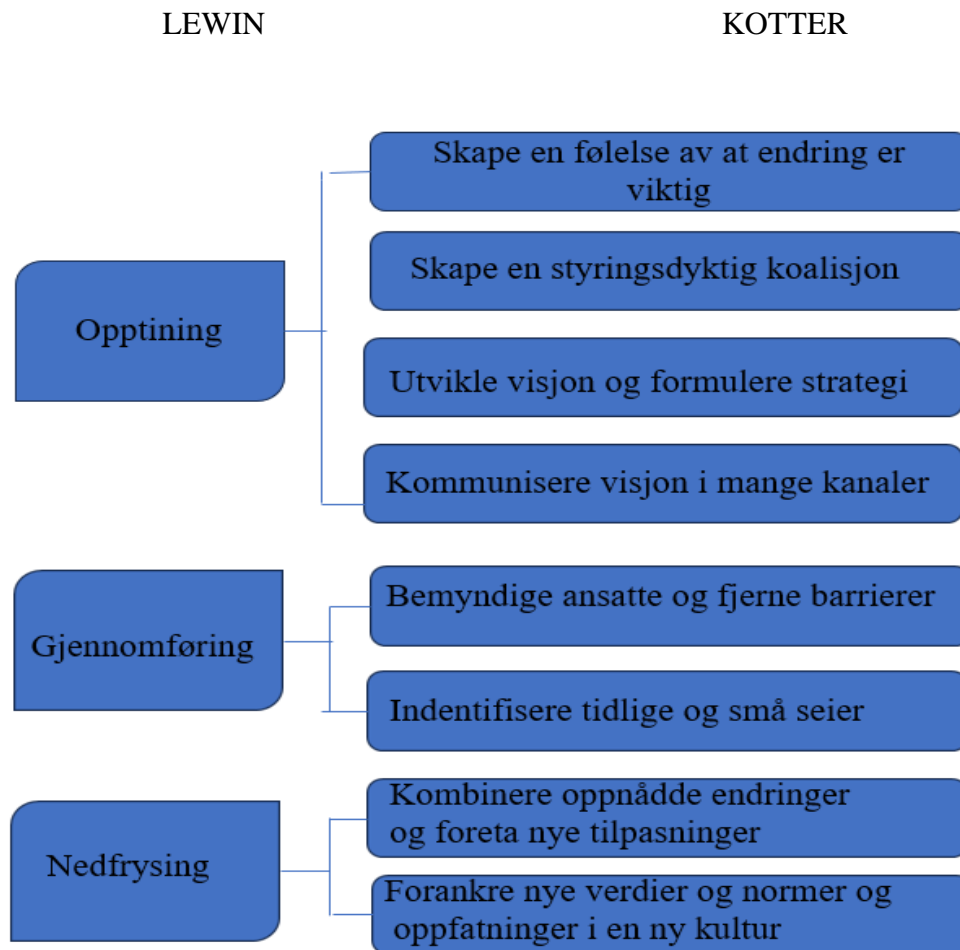 LEWIN
KOTTER
Skape en følelse av at endring er
viktig
Skape en styringsdyktig koalisjon
Opptining
Utvikle visjon og formulere strategi
Kommunisere visjon i mange kanaler
Bemyndige ansatte og fjerne barrierer
Gjennomføring
Indentifisere tidlige og små seier
Kombinere oppnådde endringer
og foreta nye tilpasninger
Nedfrysing
Forankre nye verdier og normer og
oppfatninger i en ny kultur